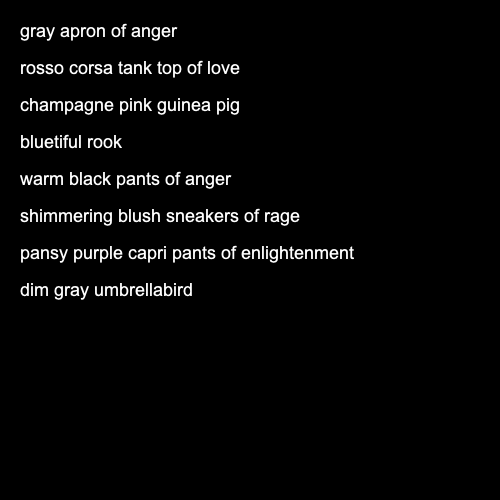 gray apron of anger
rosso corsa tank top of love
champagne pink guinea pig
bluetiful rook
warm black pants of anger
shimmering blush sneakers of rage
pansy purple capri pants of enlightenment
dim gray umbrellabird